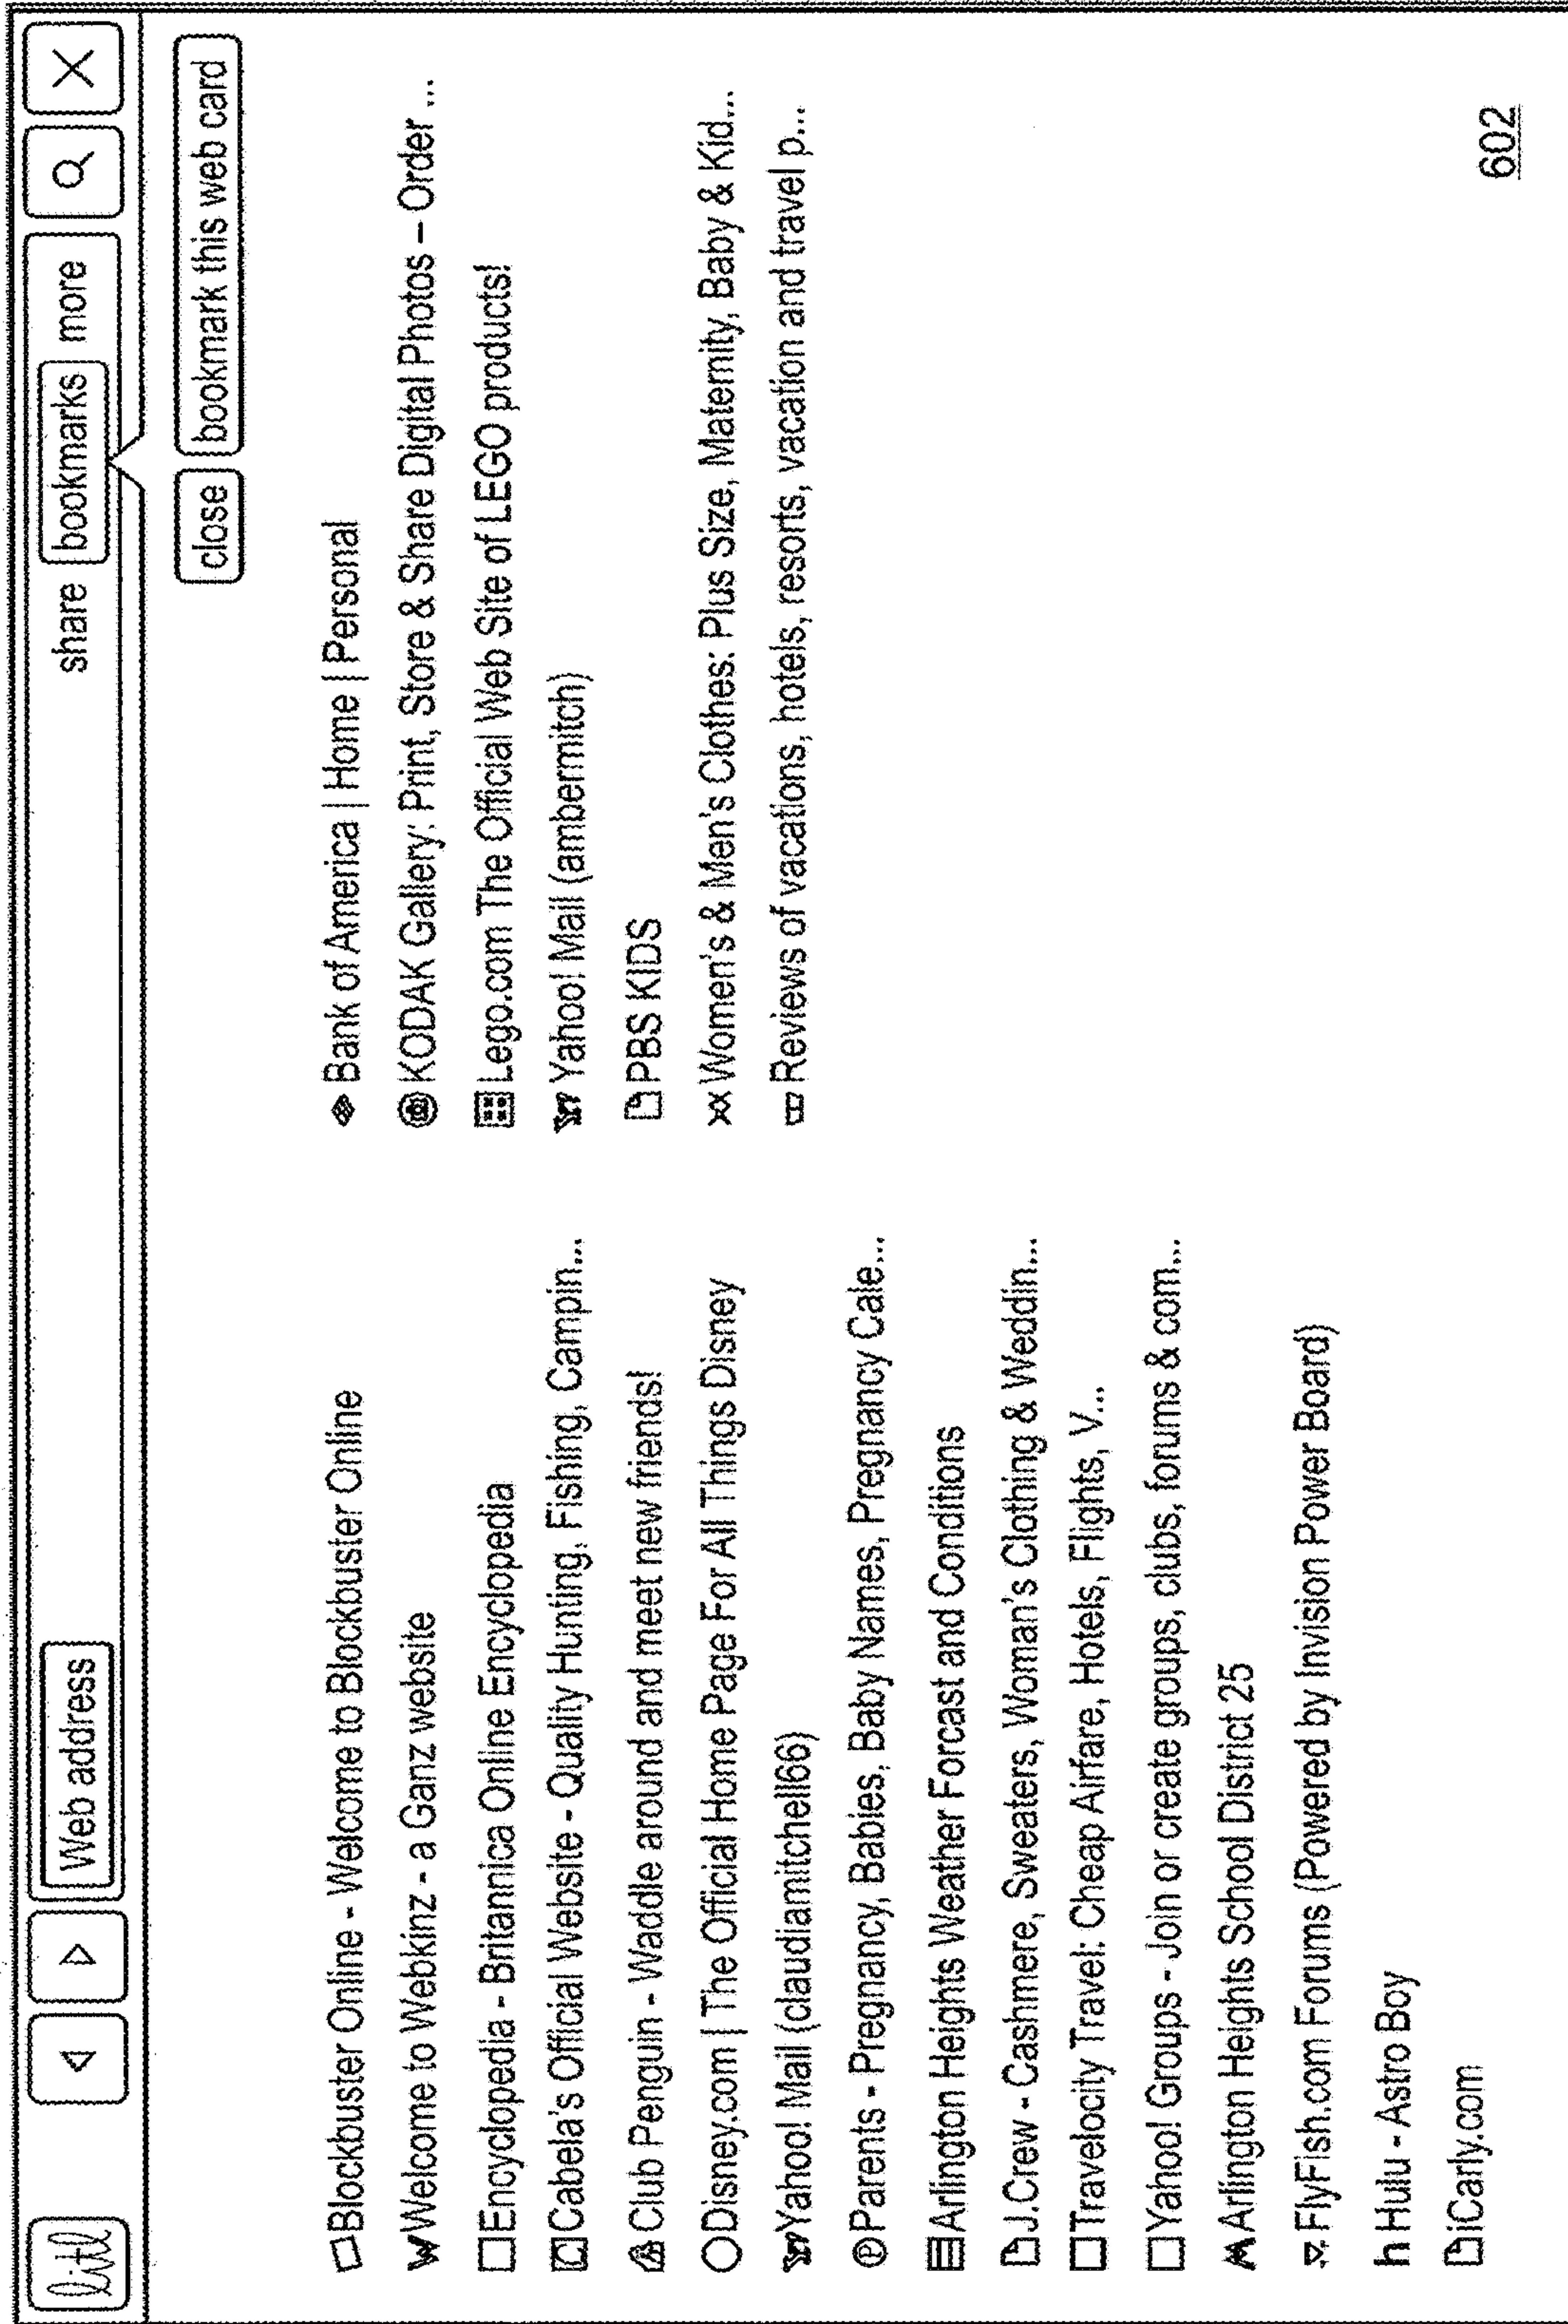 litl
Web address
share bookmarks more
close bookmark this web card
Blockbuster Online - Welcome to Blockbuster Online
Welcome to Webkinz - a Ganz website
Encyclopedia - Britannica Online Encyclopedia
Cabela's Official Website - Quality Hunting, Fishing, Campin...
Club Penguin - Waddle around and meet new friends!
Disney.com | The Official Home Page For All Things Disney
Yahoo! Mail (claudiamitchell66)
Parents - Pregnancy, Babies, Baby Names, Pregnancy Cale...
Arlington Heights Weather Forcast and Conditions
J.Crew - Cashmere, Sweaters, Woman's Clothing & Weddin...
Travelocity Travel: Cheap Airfare, Hotels, Flights, V...
Yahoo! Groups - Join or create groups, clubs, forums & com...
Arlington Heights School District 25
FlyFish.com Forums (Powered by Invision Power Board)
h Hulu - Astro Boy
iCarly.com
Bank of America | Home | Personal
KODAK Gallery: Print, Store & Share Digital Photos – Order ...
Lego.com The Official Web Site of LEGO products!
Yahoo! Mail (ambermitch)
PBS KIDS
Women's & Men's Clothes: Plus Size, Maternity, Baby & Kid...
Reviews of vacations, hotels, resorts, vacation and travel p...
602